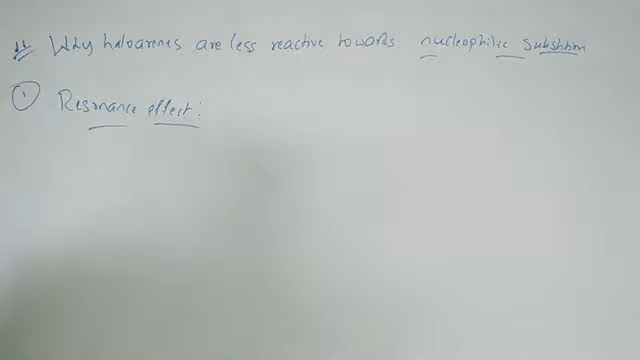 Why haloarenes are less reactive towards nucleophilic substitution
① Resonance effect: